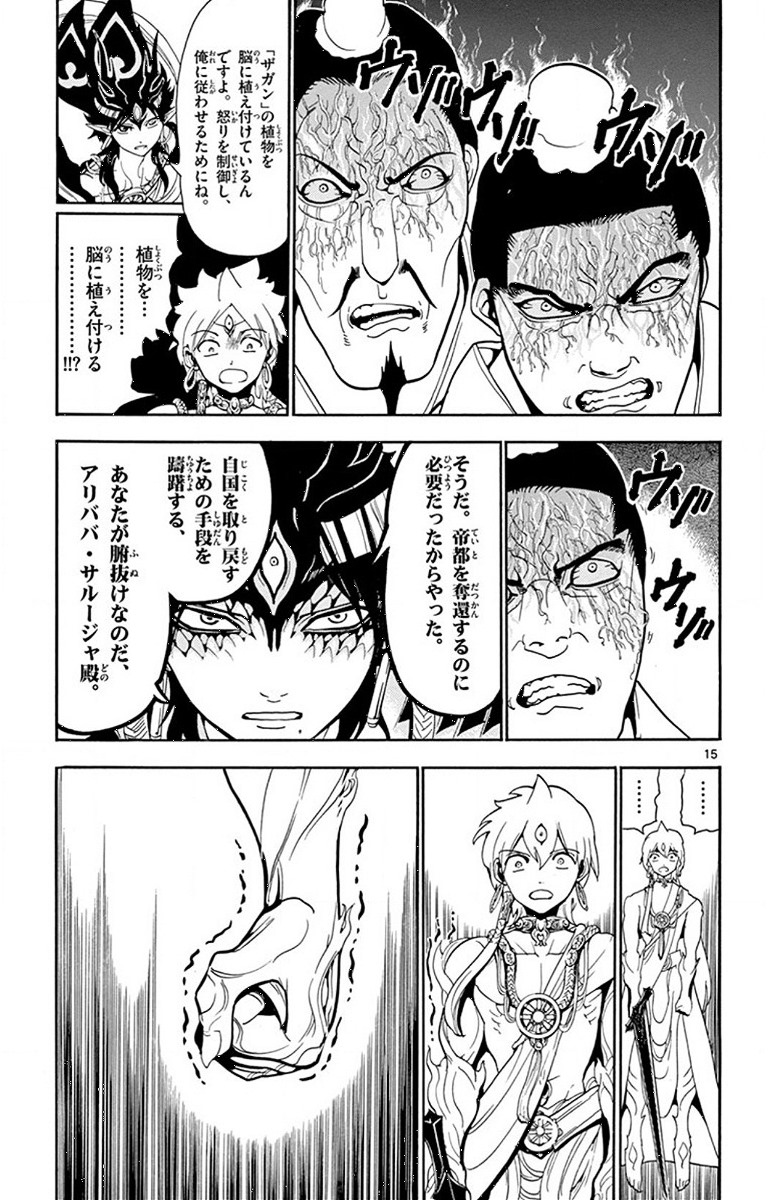 ウゾッ
ウゾッ
ウゾッ
「ザガン」の植物を
脳に植え付けているん
ですよ。怒りを制御し、
俺に従わせるためにね。
植物を…
…………
脳に植え付ける
…………!!?
ウゾッ
ウゾッ
そうだ。帝都を奪還するのに
必要だったからやった。
自国を取り戻す
ための手段を
躊躇する、
あなたが腑抜けなのだ、
アリババ・サルージャ殿。
15
……
……